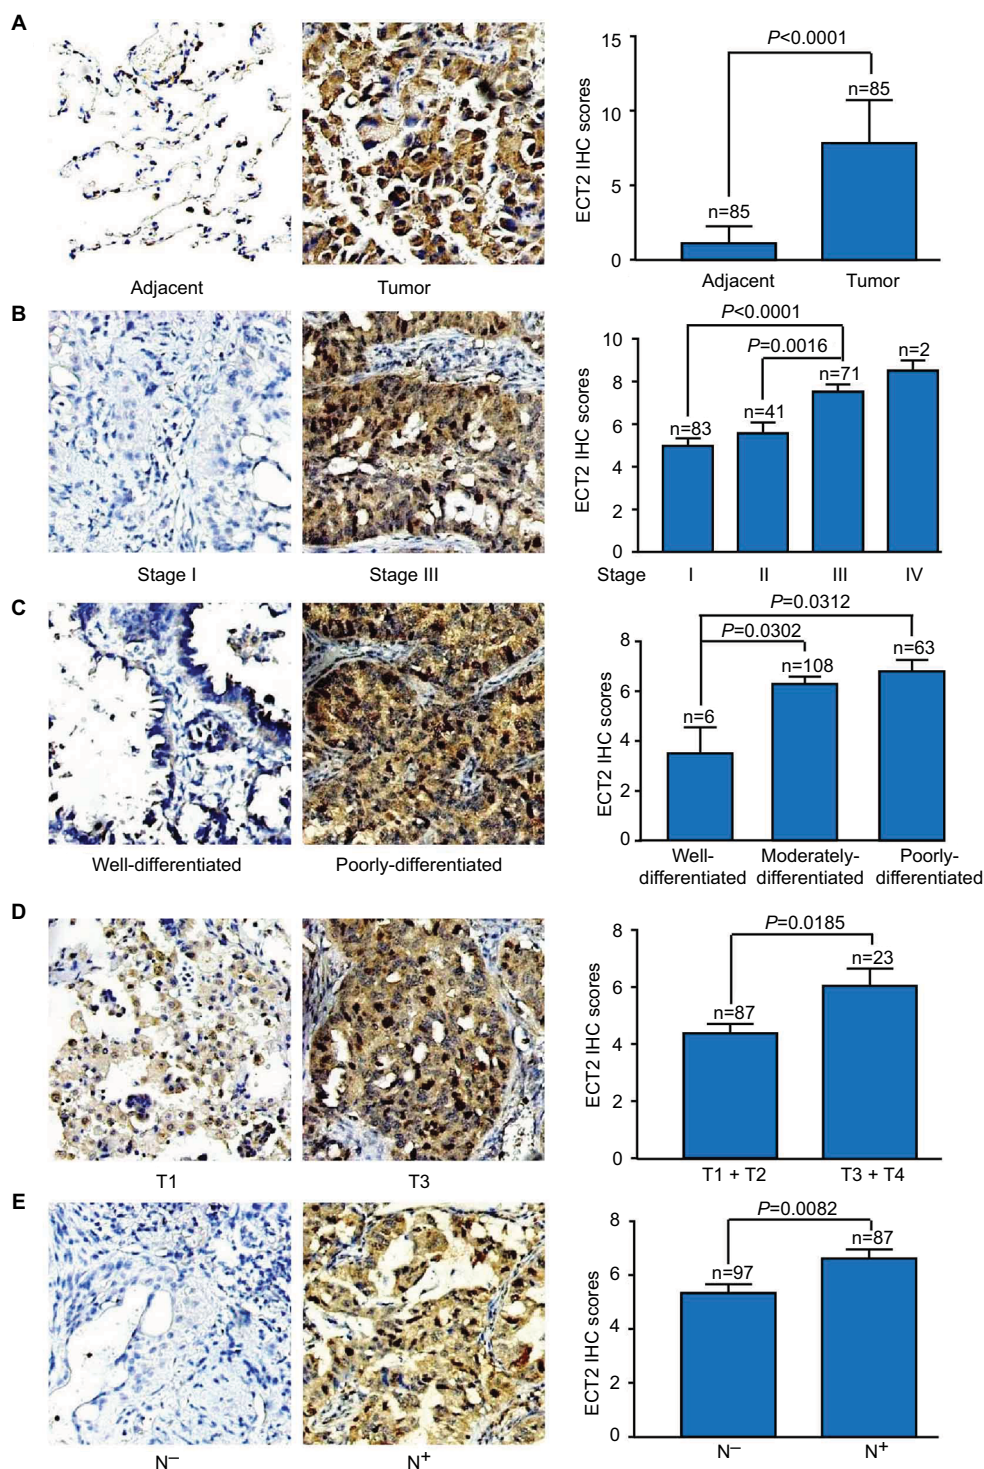 A
P<0.0001
ECT2 IHC scores
15
10
5
0
n=85
n=85
Adjacent
Tumor
Adjacent
Tumor
B
P<0.0001
P=0.0016
ECT2 IHC scores
10
8
6
4
2
0
n=83
n=41
n=71
n=2
Stage I
Stage III
Stage
I
II
III
IV
C
P=0.0312
P=0.0302
ECT2 IHC scores
8
6
4
2
0
n=6
n=108
n=63
Well-differentiated
Poorly-differentiated
Well-
differentiated
Moderately-
differentiated
Poorly-
differentiated
D
P=0.0185
ECT2 IHC scores
8
6
4
2
0
n=87
n=23
T1
T3
T1 + T2
T3 + T4
E
P=0.0082
ECT2 IHC scores
8
6
4
2
0
n=97
n=87
N⁻
N⁺
N⁻
N⁺